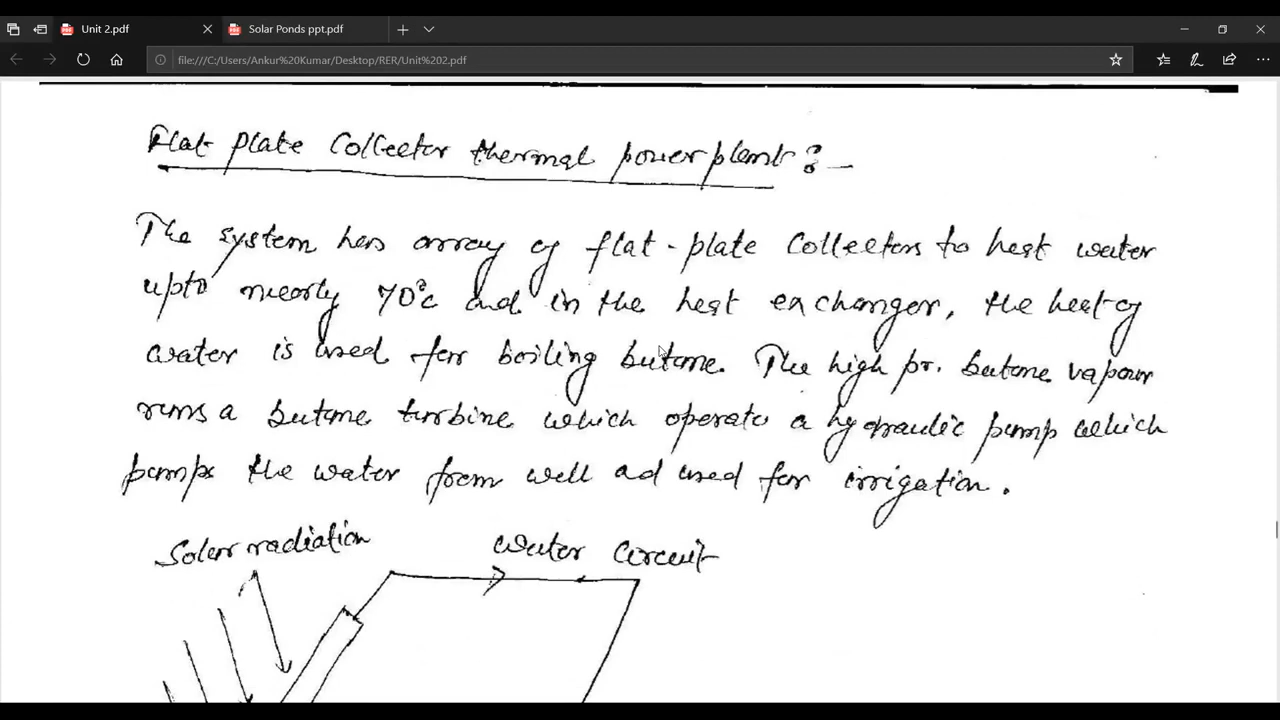 Unit 2.pdf
Solar Ponds ppt.pdf
file:///C:/Users/Ankur%20Kumar/Desktop/RER/Unit%202.pdf
Flat plate Collector thermal power plant :-
The system has array of flat-plate collectors to heat water
upto nearly 70°c and in the heat exchanger, the heat of
water is used for boiling butane. The high pr. butane vapour
runs a butane turbine which operate a hydraulic pump which
pumps the water from well ad used for irrigation.
Solar radiation
water circuit